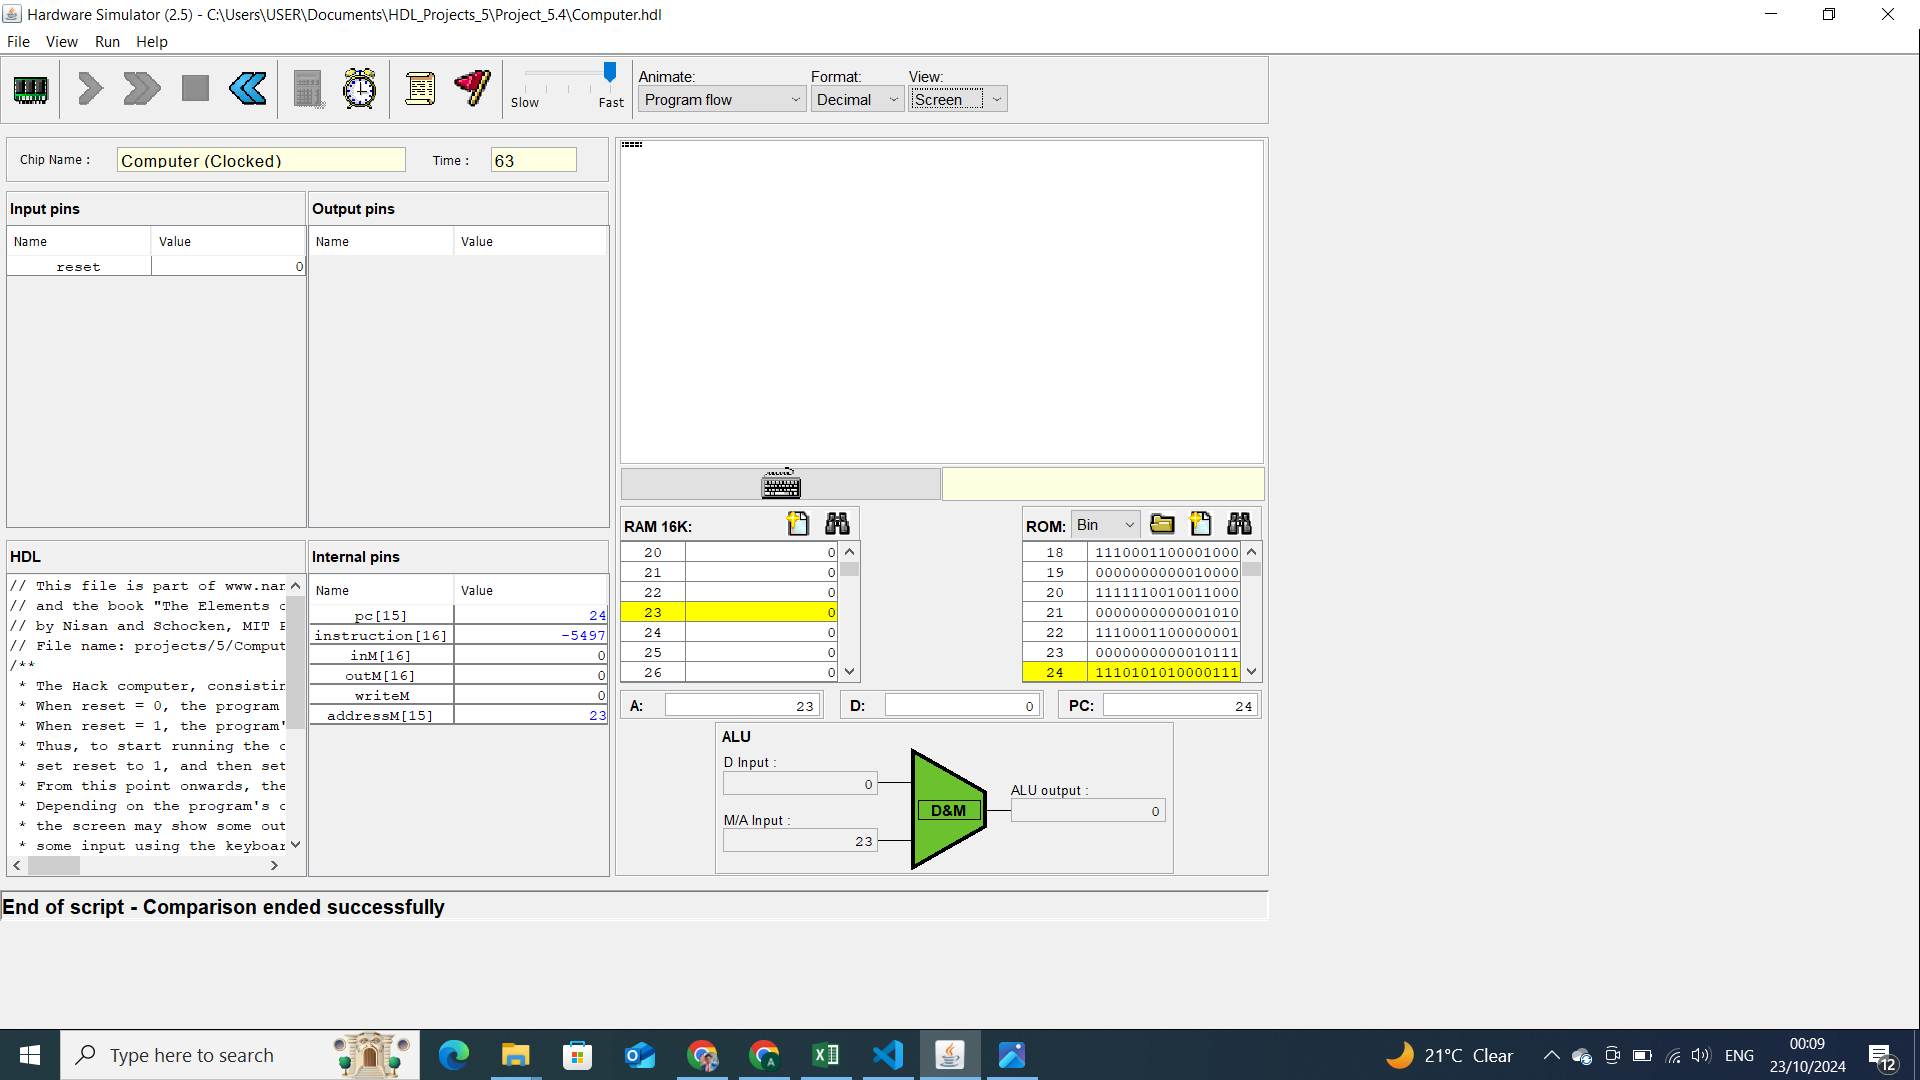 Hardware Simulator (2.5) - C:\Users\USER\Documents\HDL_Projects_5\Project_5.4\Computer.hdl
File View Run Help
Slow Fast
Animate: Format: View:
Program flow Decimal Screen
Chip Name : Computer (Clocked) Time : 63
Input pins
Name Value
reset 0
Output pins
Name Value
HDL
// This file is part of www.nan
// and the book "The Elements o
// by Nisan and Schocken, MIT P
// File name: projects/5/Comput
/**
* The Hack computer, consistin
* When reset = 0, the program
* When reset = 1, the program'
* Thus, to start running the c
* set reset to 1, and then set
* From this point onwards, the
* Depending on the program's c
* the screen may show some out
* some input using the keyboar
Internal pins
Name Value
pc[15] 24
instruction[16] -5497
inM[16] 0
outM[16] 0
writeM 0
addressM[15] 23
RAM 16K:
20 0
21 0
22 0
23 0
24 0
25 0
26 0
ROM: Bin
18 1110001100001000
19 0000000000010000
20 1111110010011000
21 0000000000001010
22 1110001100000001
23 0000000000010111
24 1110101010000111
A: 23 D: 0 PC: 24
ALU
D Input :
0
M/A Input :
23
D&M
ALU output :
0
End of script - Comparison ended successfully
Type here to search
21°C Clear
ENG
00:09
23/10/2024
12